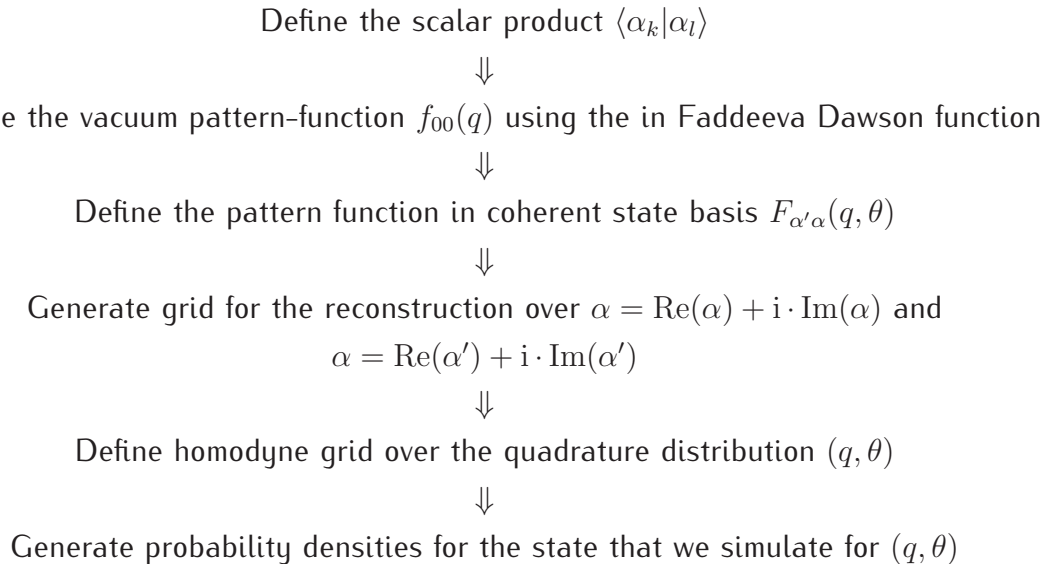 Define the scalar product ⟨α_k|α_l⟩
⇓
e the vacuum pattern-function f_00(q) using the in Faddeeva Dawson function
⇓
Define the pattern function in coherent state basis F_α′α(q, θ)
⇓
Generate grid for the reconstruction over α = Re(α) + i · Im(α) and
α = Re(α′) + i · Im(α′)
⇓
Define homodyne grid over the quadrature distribution (q, θ)
⇓
Generate probability densities for the state that we simulate for (q, θ)